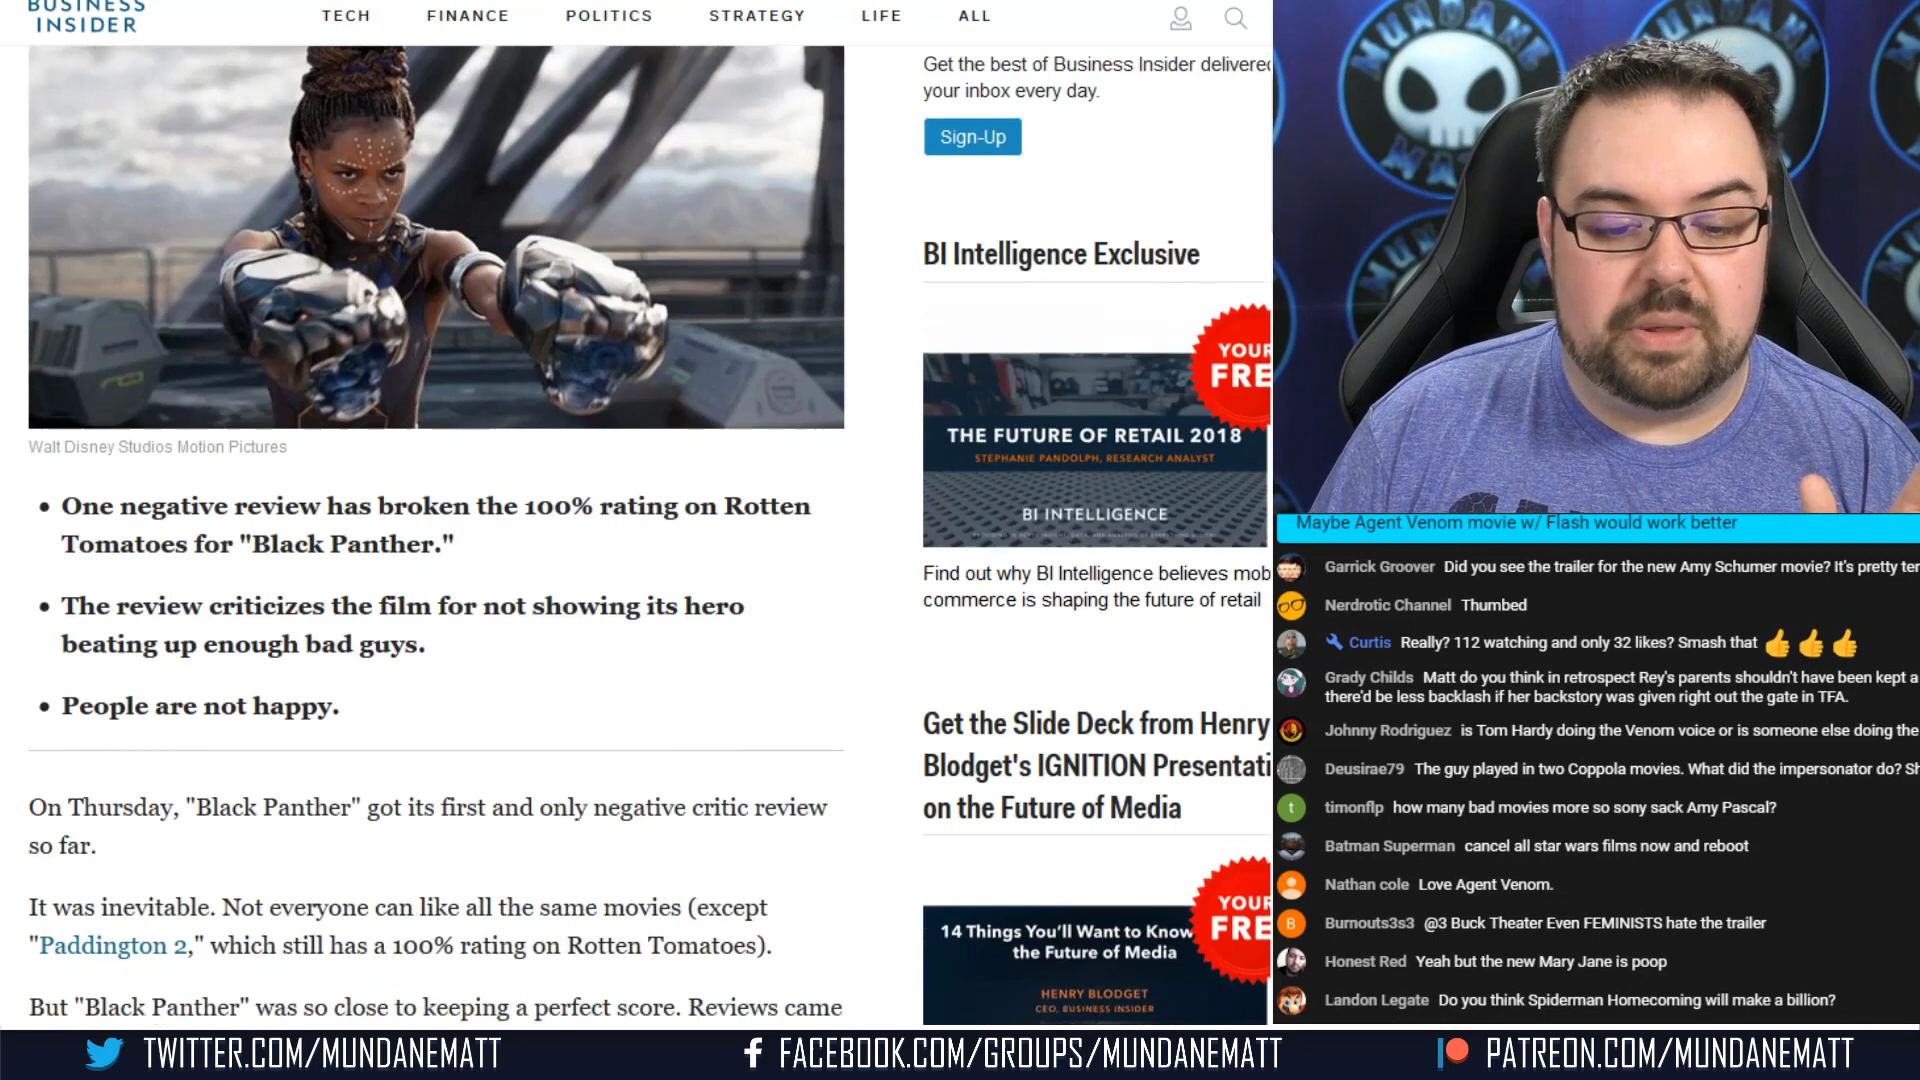 BUSINESS
INSIDER
TECH FINANCE POLITICS STRATEGY LIFE ALL
Walt Disney Studios Motion Pictures
• One negative review has broken the 100% rating on Rotten
Tomatoes for "Black Panther."
• The review criticizes the film for not showing its hero
beating up enough bad guys.
• People are not happy.
On Thursday, "Black Panther" got its first and only negative critic review
so far.
It was inevitable. Not everyone can like all the same movies (except
"Paddington 2," which still has a 100% rating on Rotten Tomatoes).
But "Black Panther" was so close to keeping a perfect score. Reviews came
Get the best of Business Insider delivered
your inbox every day.
Sign-Up
BI Intelligence Exclusive
YOUR
FRE
THE FUTURE OF RETAIL 2018
STEPHANIE PANDOLPH, RESEARCH ANALYST
BI INTELLIGENCE
Find out why BI Intelligence believes mob
commerce is shaping the future of retail
Get the Slide Deck from Henry
Blodget's IGNITION Presentati
on the Future of Media
YOUR
FRE
14 Things You'll Want to Know
the Future of Media
HENRY BLODGET
CEO, BUSINESS INSIDER
MUNDANE
MATT
MUNDANE
Maybe Agent Venom movie w/ Flash would work better
Garrick Groover Did you see the trailer for the new Amy Schumer movie? It's pretty ter
Nerdrotic Channel Thumbed
Curtis Really? 112 watching and only 32 likes? Smash that 👍👍👍
Grady Childs Matt do you think in retrospect Rey's parents shouldn't have been kept a
there'd be less backlash if her backstory was given right out the gate in TFA.
Johnny Rodriguez is Tom Hardy doing the Venom voice or is someone else doing the
Deusirae79 The guy played in two Coppola movies. What did the impersonator do? Sh
t timonflp how many bad movies more so sony sack Amy Pascal?
Batman Superman cancel all star wars films now and reboot
Nathan cole Love Agent Venom.
B Burnouts3s3 @3 Buck Theater Even FEMINISTS hate the trailer
Honest Red Yeah but the new Mary Jane is poop
Landon Legate Do you think Spiderman Homecoming will make a billion?
TWITTER.COM/MUNDANEMATT FACEBOOK.COM/GROUPS/MUNDANEMATT PATREON.COM/MUNDANEMATT